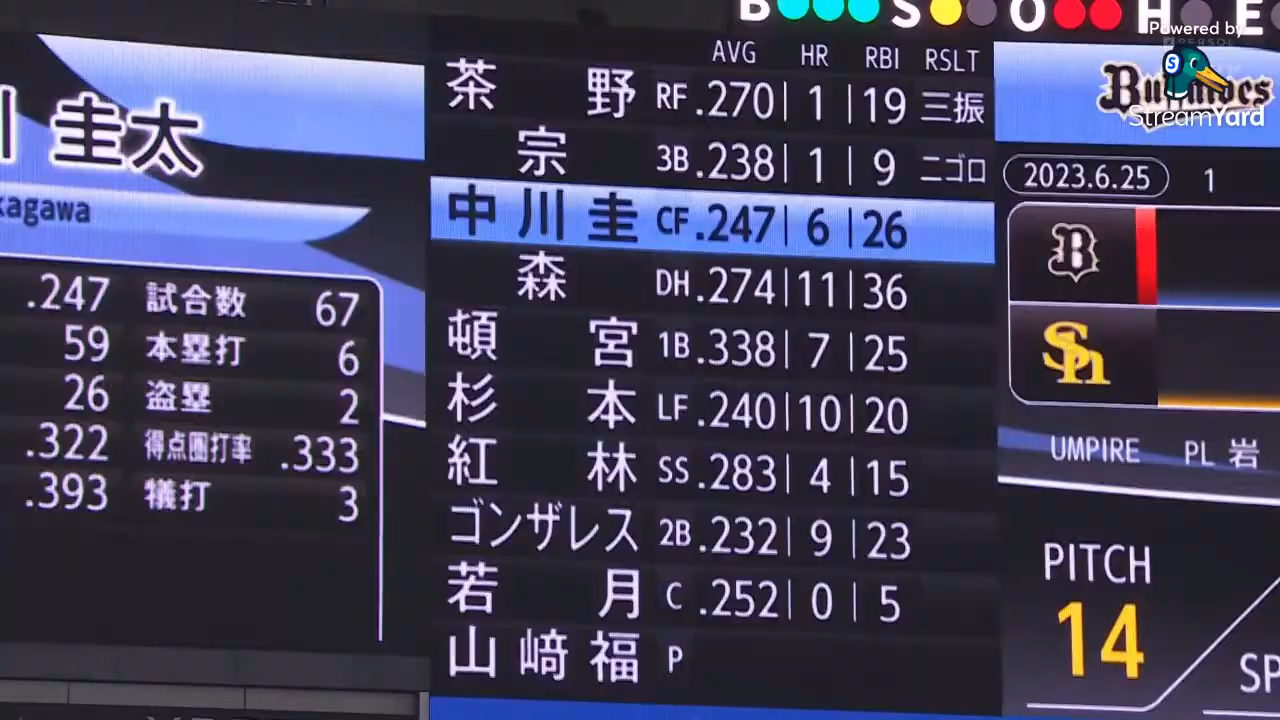 B S O H E
Powered by
StreamYard
Buffaloes
圭太
kagawa
.247 試合数 67
59 本塁打 6
26 盗塁 2
.322 得点圏打率 .333
.393 犠打 3
AVG HR RBI RSLT
茶野 RF .270 1 19 三振
宗 3B .238 1 9 二ゴロ
中川圭 CF .247 6 26
森 DH .274 11 36
頓宮 1B .338 7 25
杉本 LF .240 10 20
紅林 SS .283 4 15
ゴンザレス 2B .232 9 23
若月 C .252 0 5
山﨑福 P
2023.6.25 1
B
Sh
UMPIRE PL 岩
PITCH
14
SP